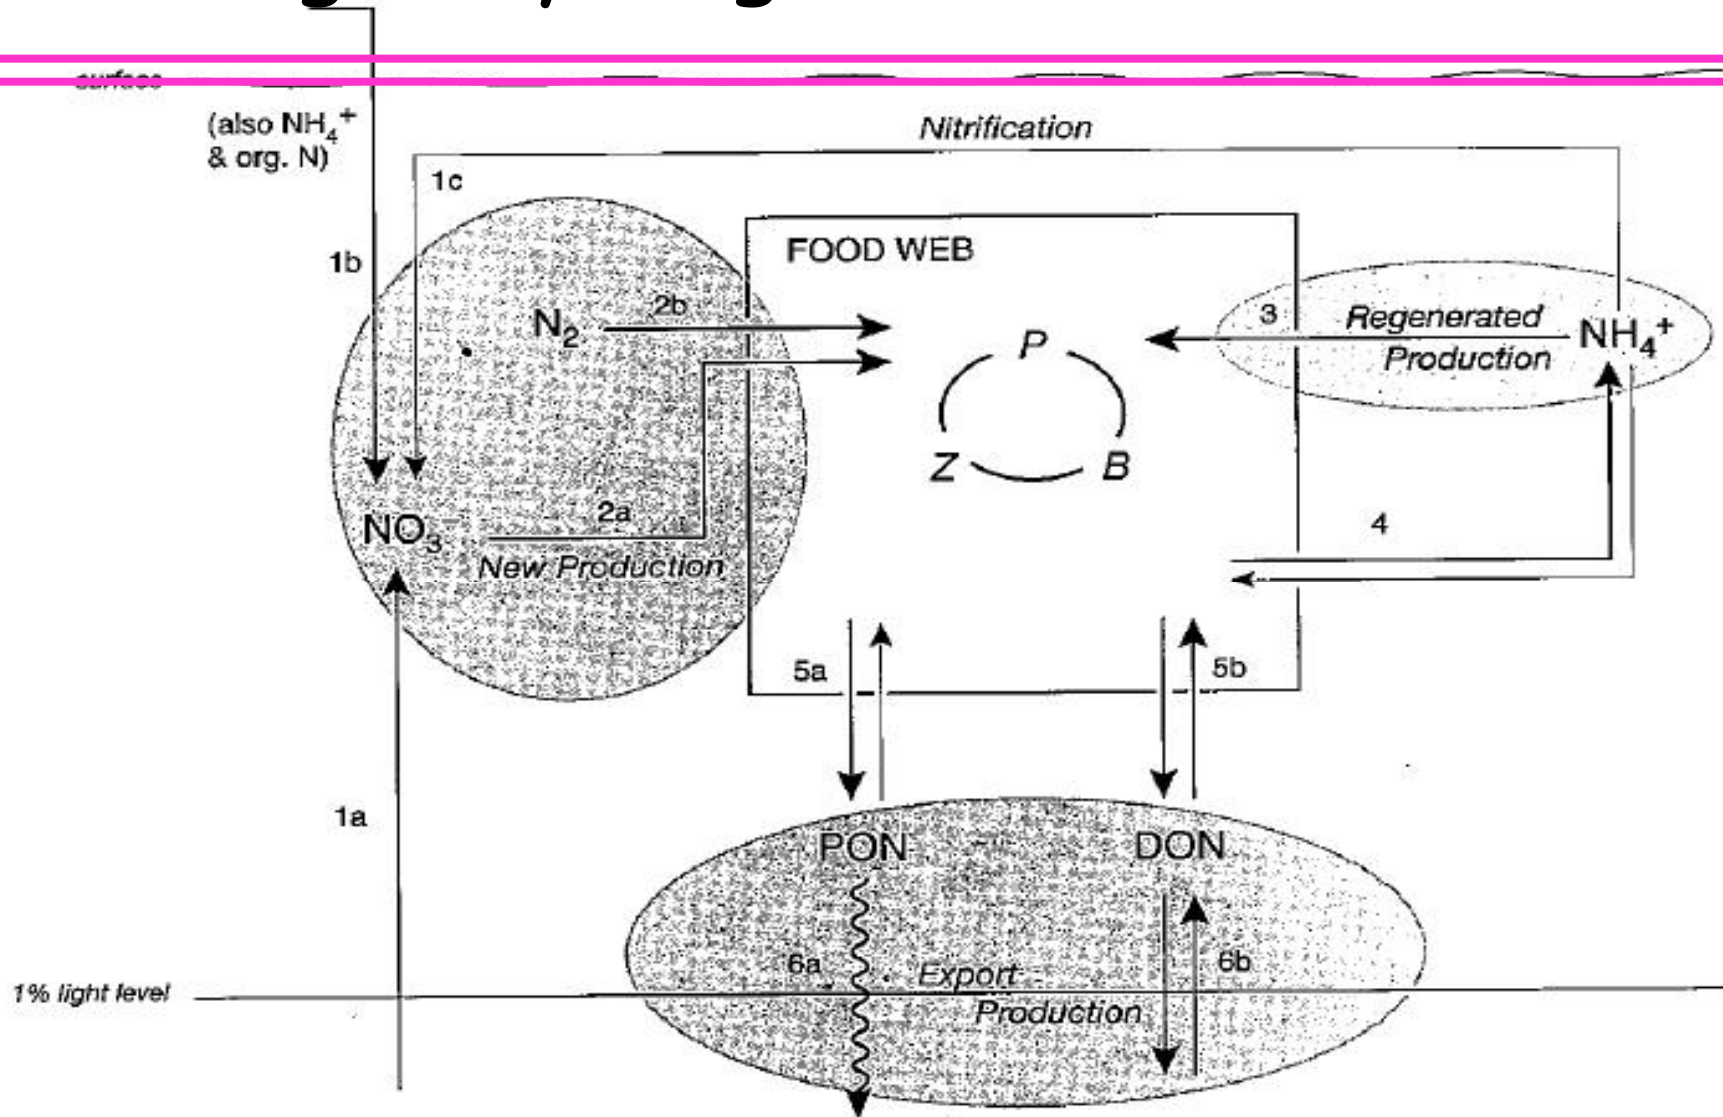 surface
(also NH₄⁺
& org. N)
Nitrification
1c
1b
FOOD WEB
N₂
2b
3
Regenerated
Production
NH₄⁺
P
Z
B
NO₃⁻
2a
New Production
4
5a
5b
1a
PON
DON
6a
Export
Production
6b
1% light level